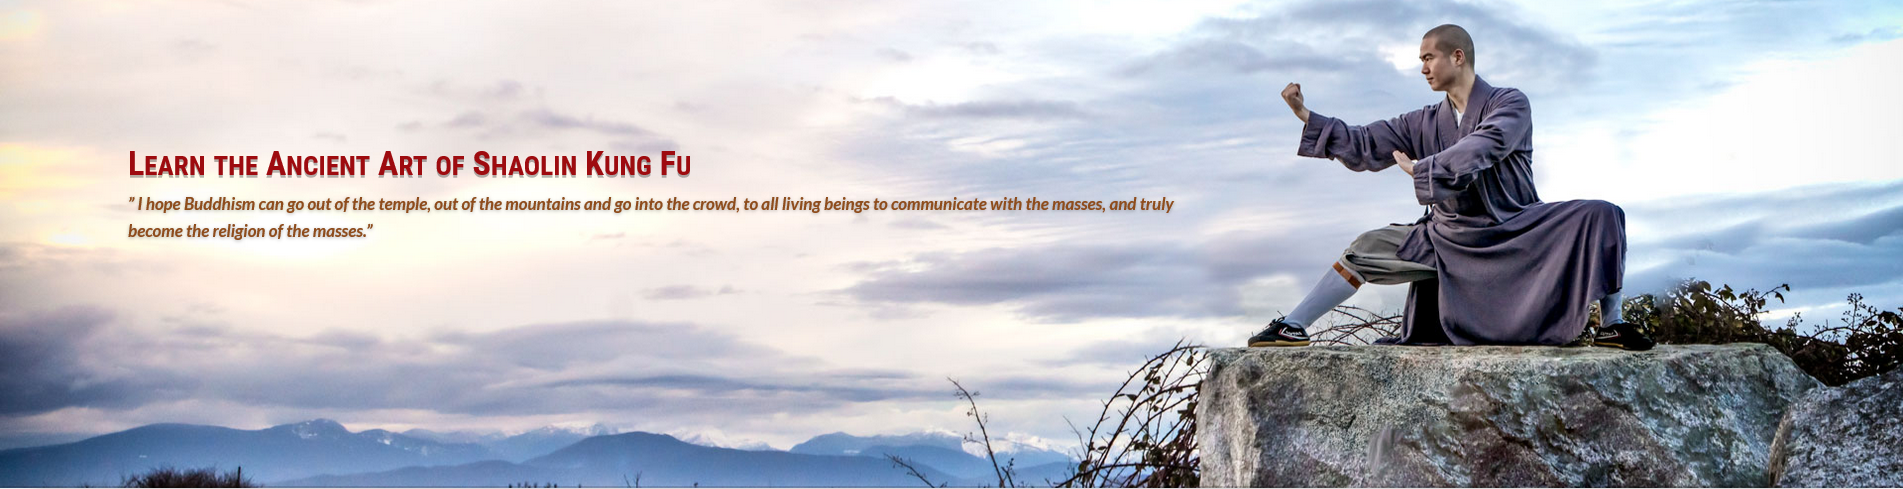 Learn the Ancient Art of Shaolin Kung Fu
” I hope Buddhism can go out of the temple, out of the mountains and go into the crowd, to all living beings to communicate with the masses, and truly
become the religion of the masses.”